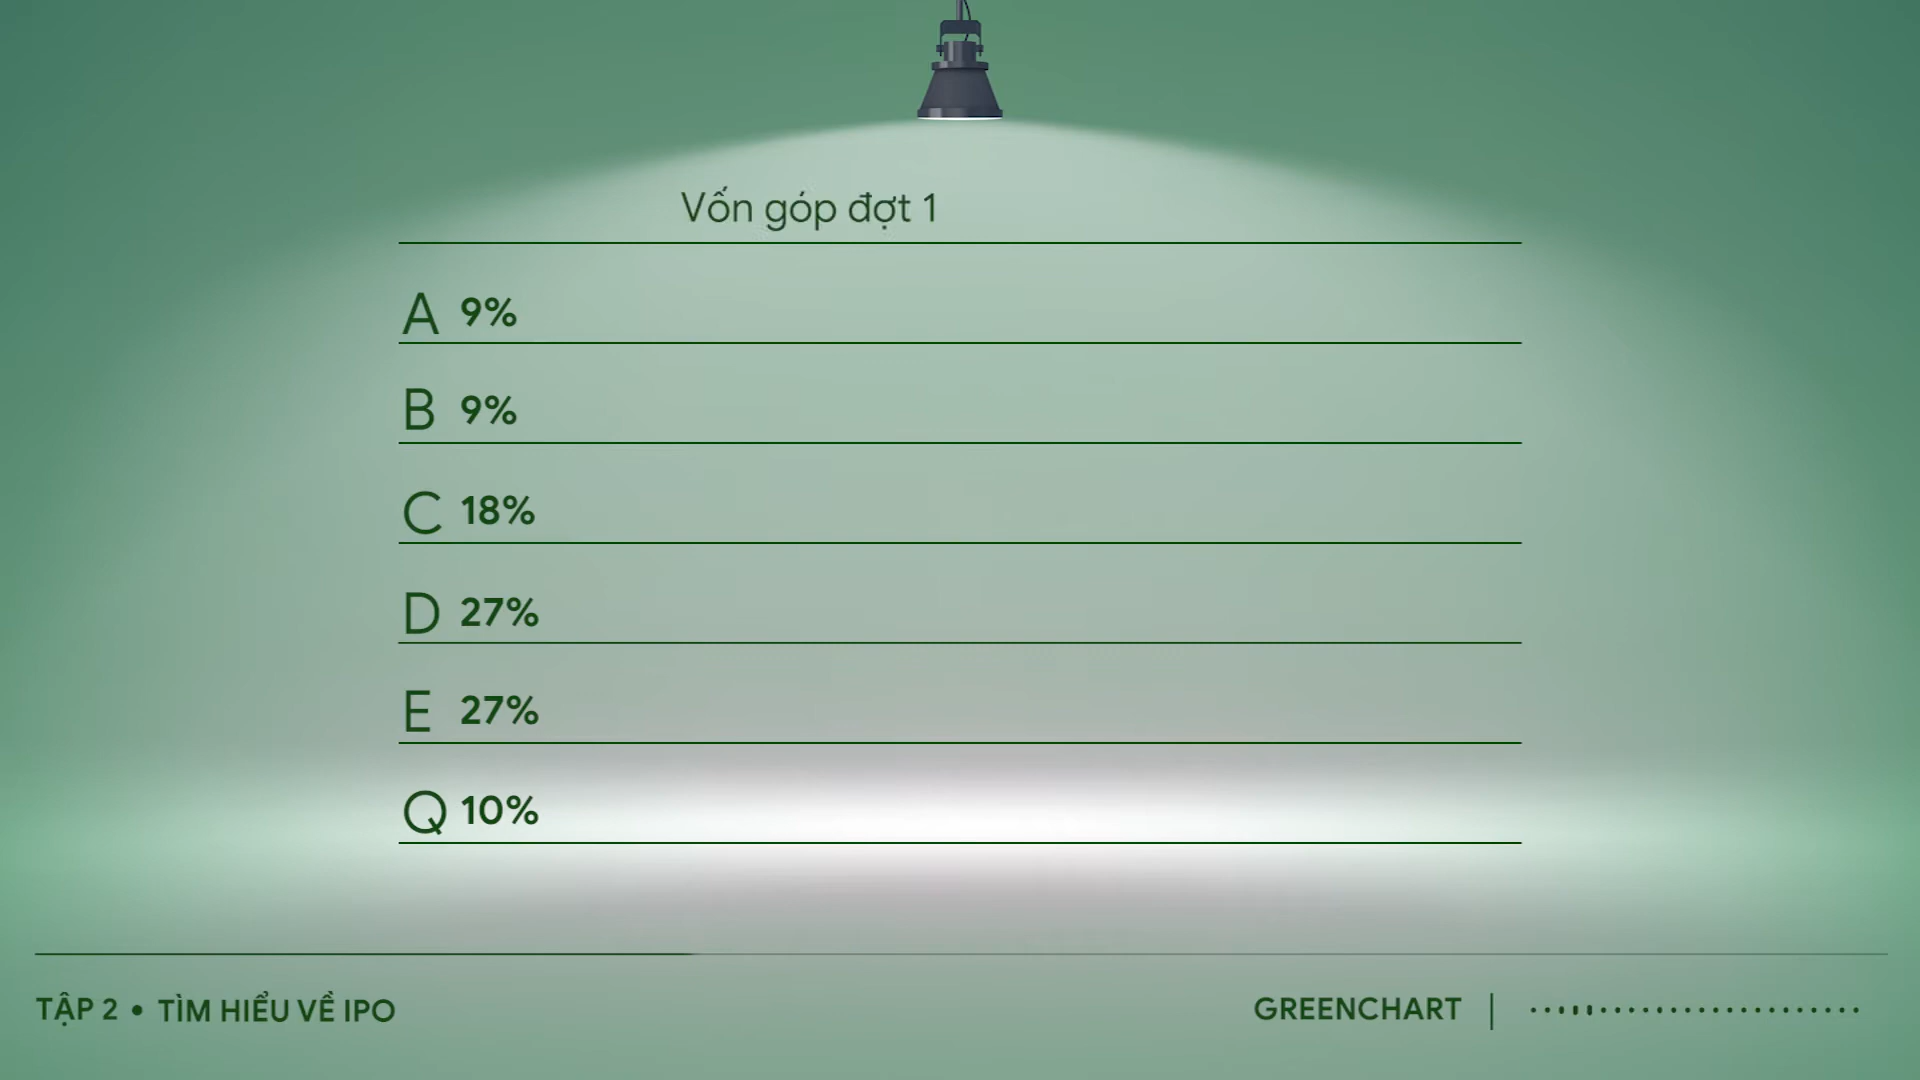 Vốn góp đợt 1
A 9%
B 9%
C 18%
D 27%
E 27%
Q 10%
TẬP 2 • TÌM HIỂU VỀ IPO
GREENCHART